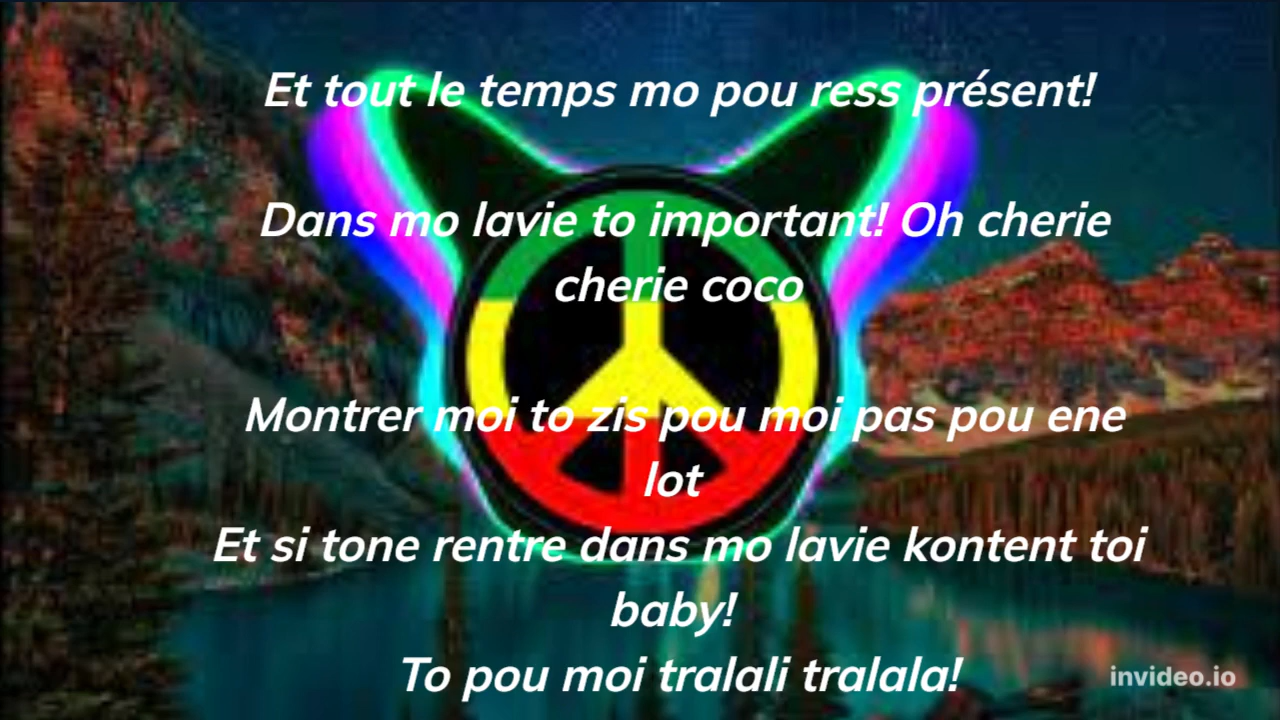 Et tout le temps mo pou ress présent!
Dans mo lavie to important! Oh cherie
cherie coco
Montrer moi to zis pou moi pas pou ene
lot
Et si tone rentre dans mo lavie kontent toi
baby!
To pou moi tralali tralala!
invideo.io